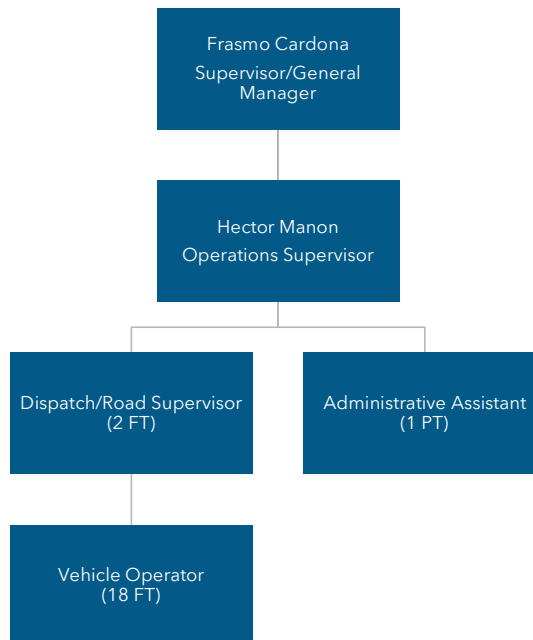 Frasmo Cardona
Supervisor/General
Manager
Hector Manon
Operations Supervisor
Dispatch/Road Supervisor
(2 FT)
Administrative Assistant
(1 PT)
Vehicle Operator
(18 FT)